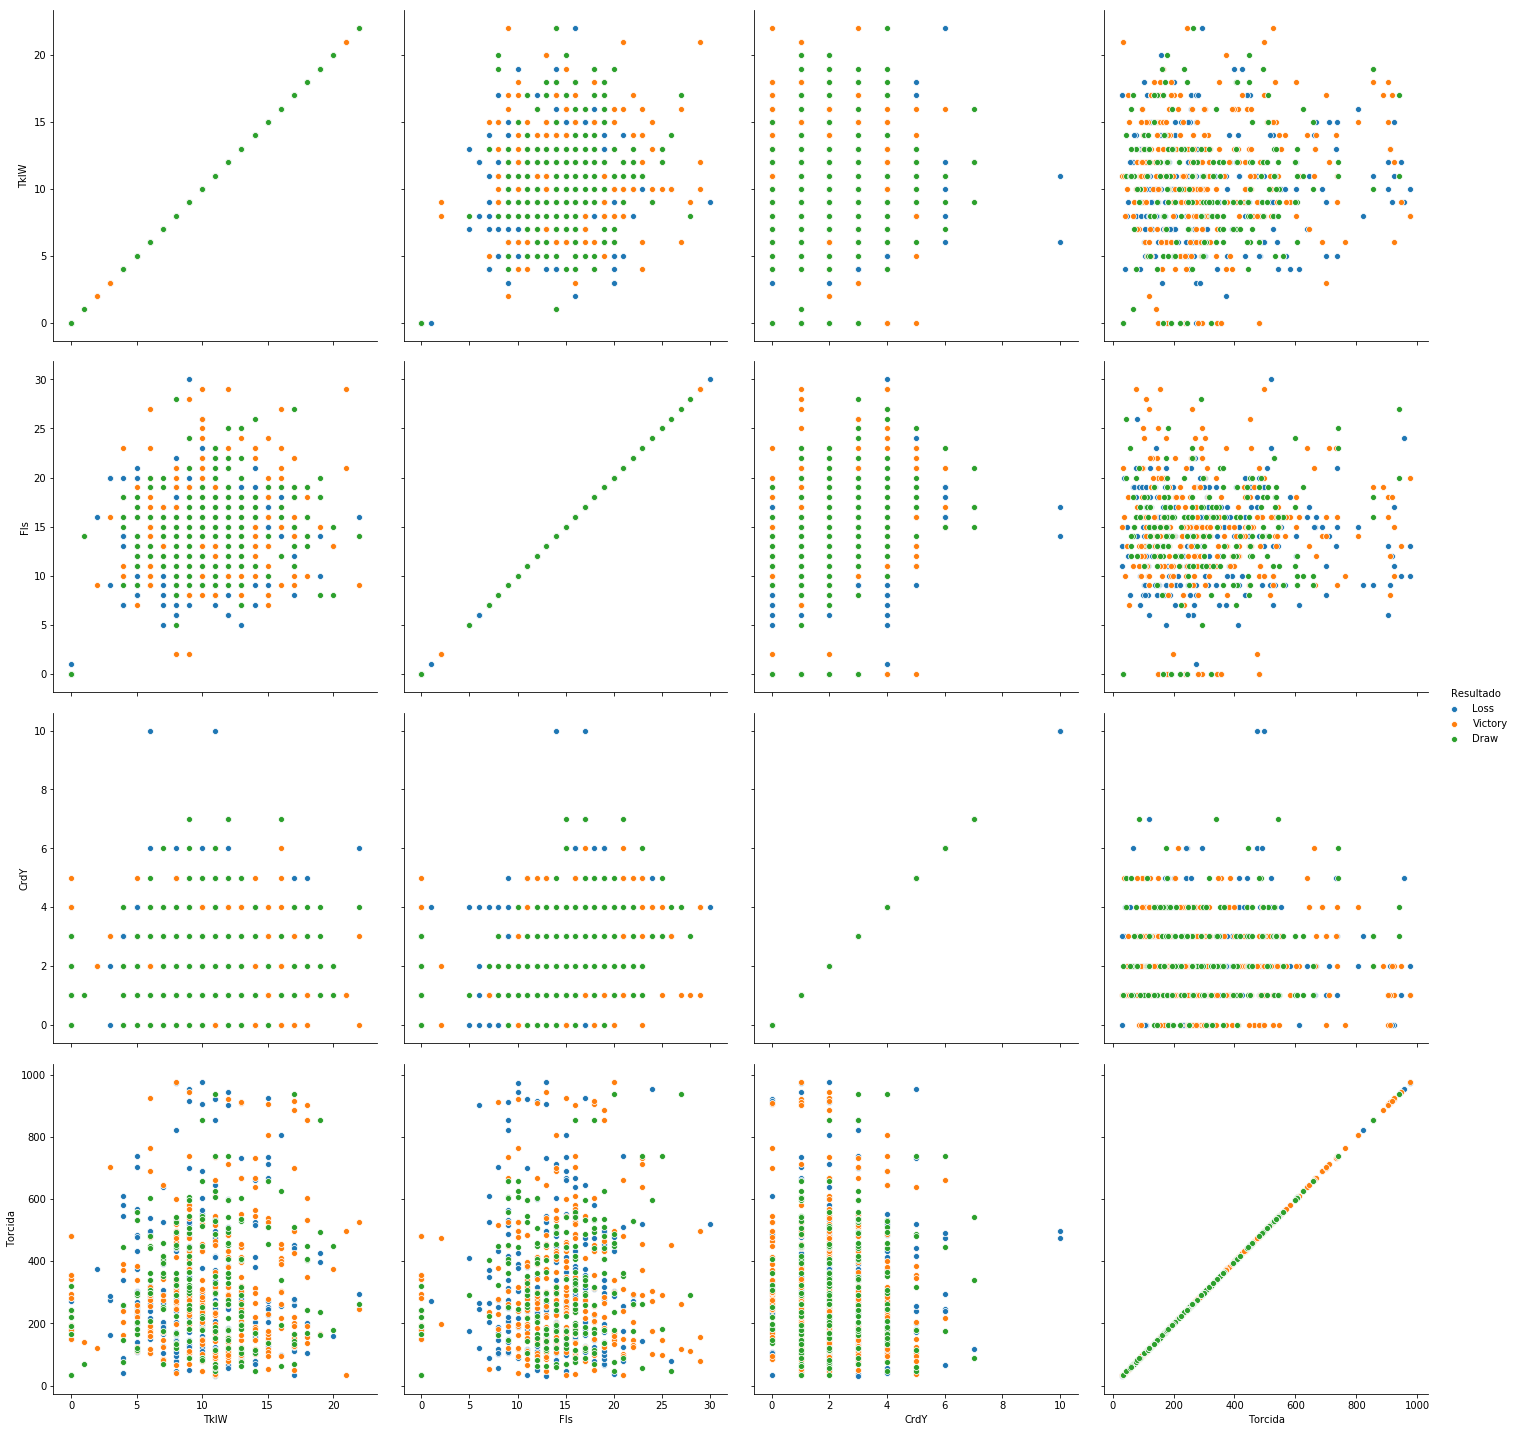 20
15
10
5
0
TklW
30
25
20
15
10
5
0
Fls
Resultado
Loss
Victory
Draw
10
8
6
4
2
0
CrdY
0 5 10 15 20
0 5 10 15 20 25 30
0 2 4 6 8 10
0 200 400 600 800 1000
1000
800
600
400
200
0
Torcida
TklW Fls CrdY Torcida